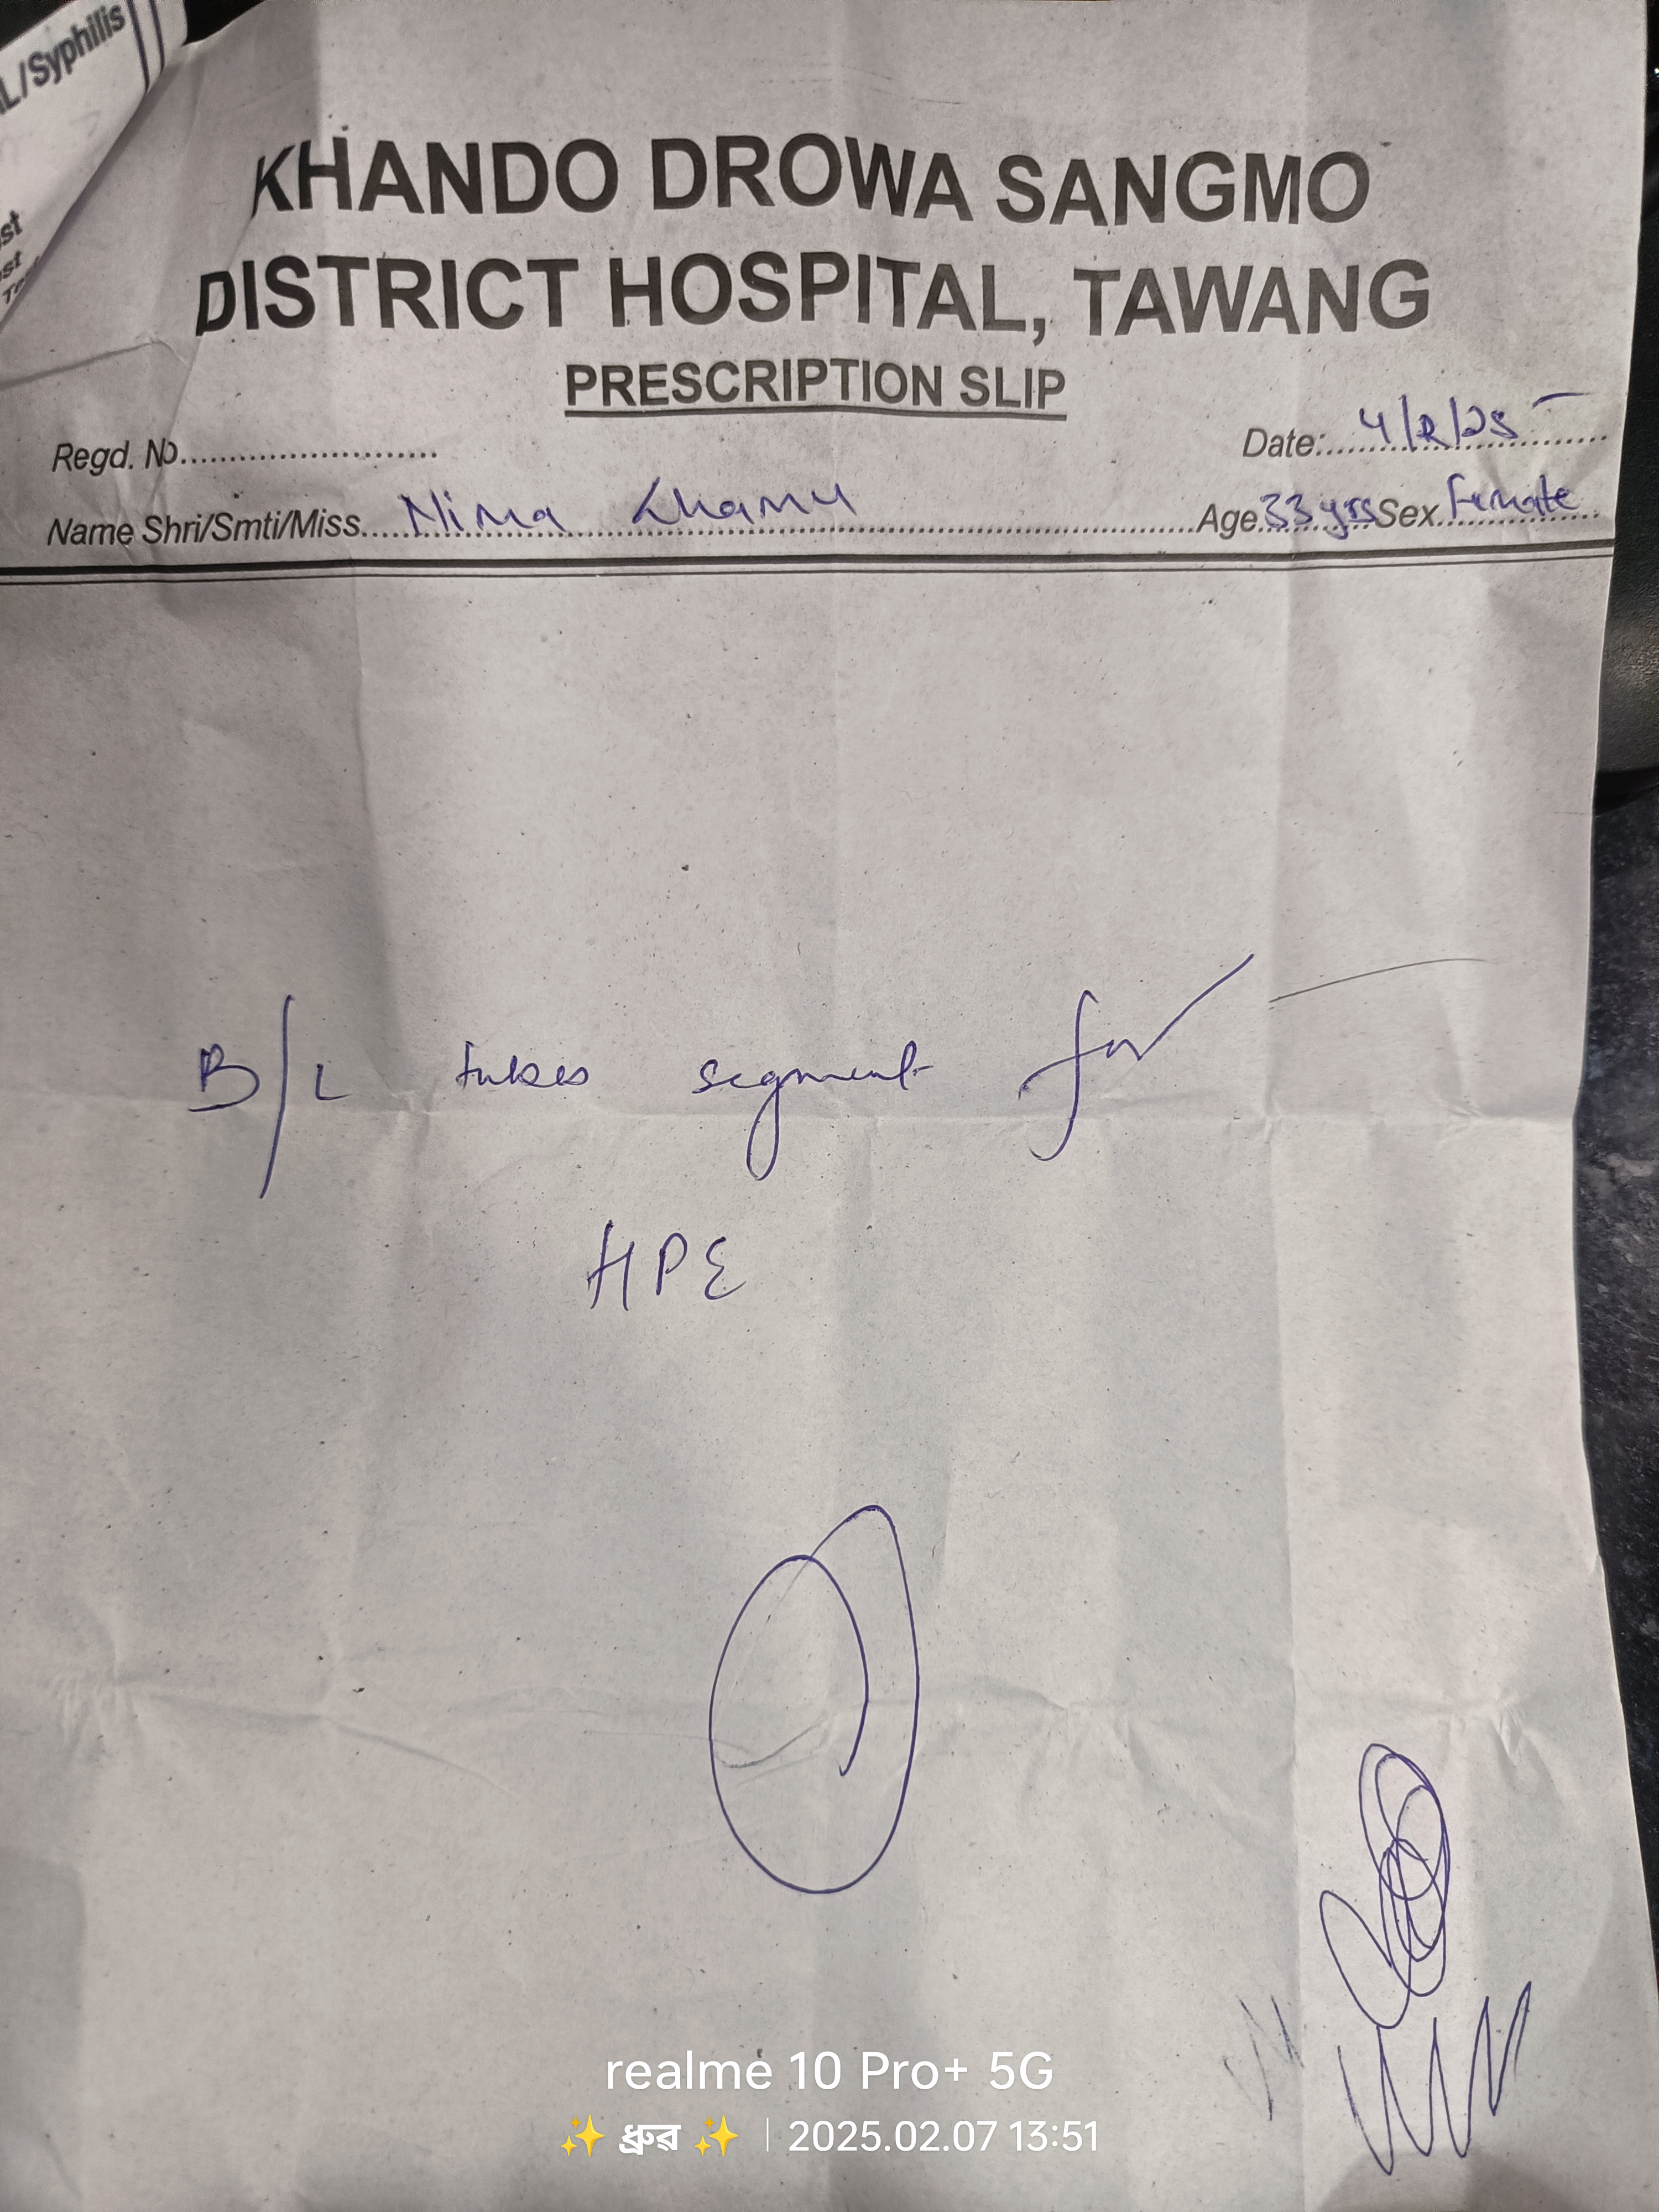 L/Syphilis
st
st
KHANDO DROWA SANGMO
DISTRICT HOSPITAL, TAWANG
PRESCRIPTION SLIP
Regd. No..........................
Date: 4/2/25
Name Shri/Smti/Miss.... Nima Lhamu Age 33 yrs Sex Female
B/L tubes segment for
HPE
realme 10 Pro+ 5G
✨ ধ্ৰুৱ ✨ | 2025.02.07 13:51